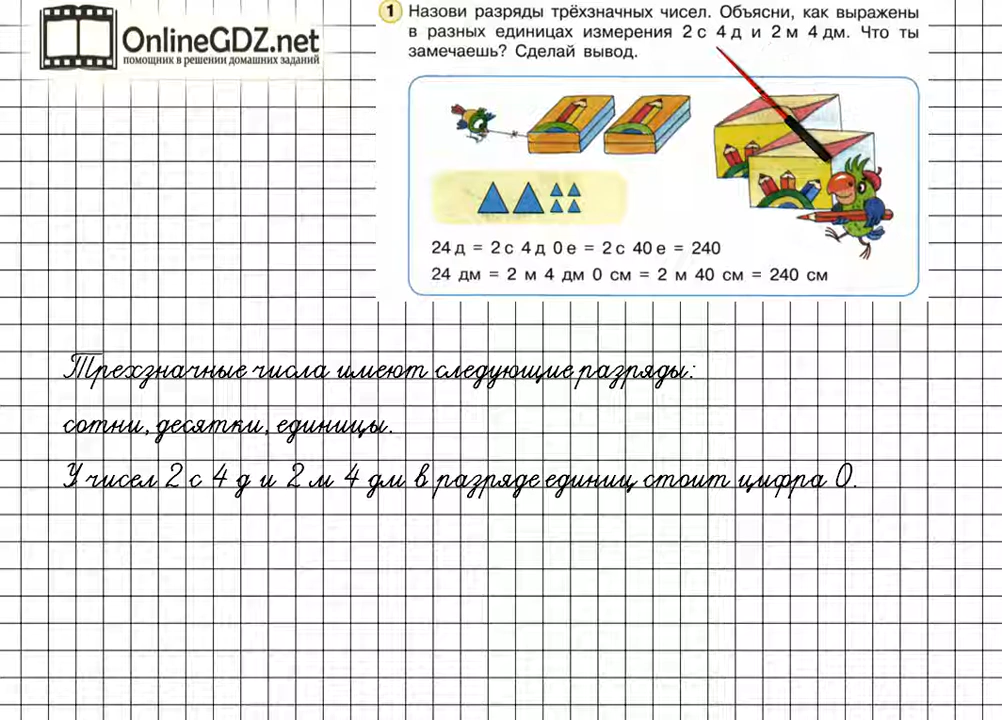 OnlineGDZ.net
помощник в решении домашних заданий
1 Назови разряды трёхзначных чисел. Объясни, как выражены
в разных единицах измерения 2 с 4 д и 2 м 4 дм. Что ты
замечаешь? Сделай вывод.
24 д = 2 с 4 д 0 е = 2 с 40 е = 240
24 дм = 2 м 4 дм 0 см = 2 м 40 см = 240 см
Трехзначные числа имеют следующие разряды:
сотни, десятки, единицы.
У чисел 2 с 4 д и 2 м 4 дм в разряде единиц стоит цифра 0.